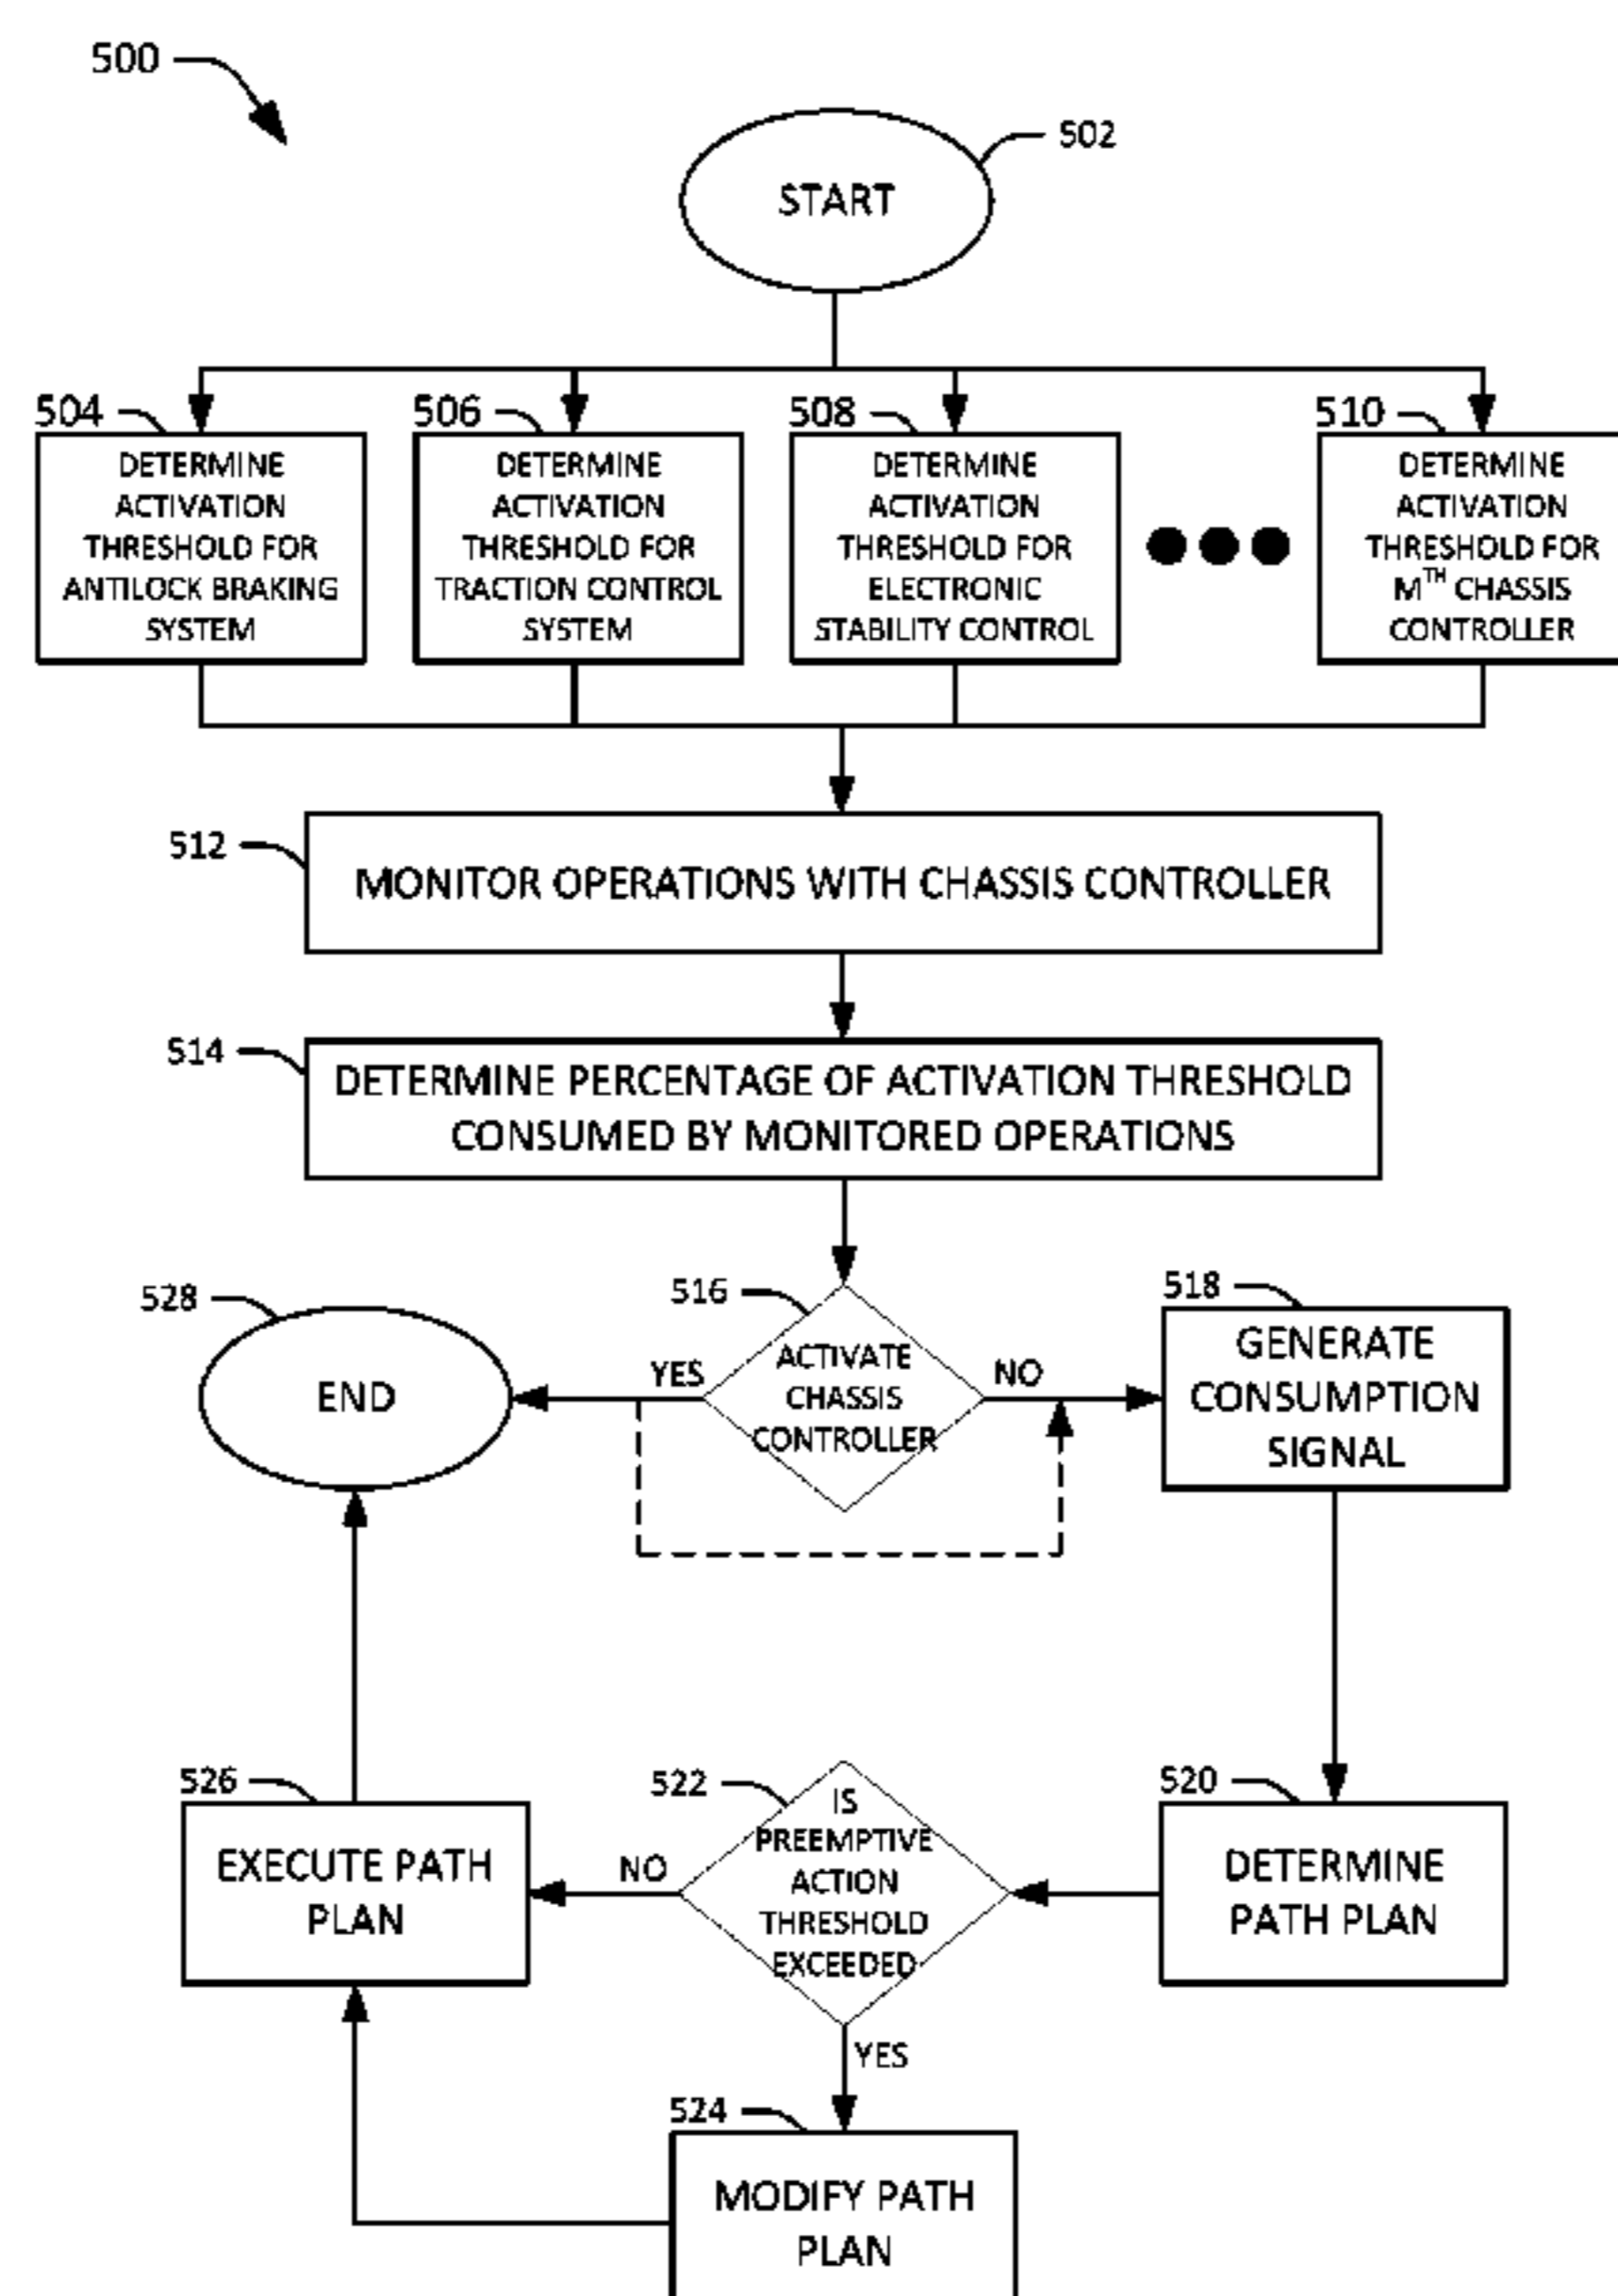 500
502
START
504
506
508
510
DETERMINE
ACTIVATION
THRESHOLD FOR
ANTILOCK BRAKING
SYSTEM
DETERMINE
ACTIVATION
THRESHOLD FOR
TRACTION CONTROL
SYSTEM
DETERMINE
ACTIVATION
THRESHOLD FOR
ELECTRONIC
STABILITY CONTROL
DETERMINE
ACTIVATION
THRESHOLD FOR
MTH CHASSIS
CONTROLLER
512
MONITOR OPERATIONS WITH CHASSIS CONTROLLER
514
DETERMINE PERCENTAGE OF ACTIVATION THRESHOLD
CONSUMED BY MONITORED OPERATIONS
528
END
516
YES
ACTIVATE
CHASSIS
CONTROLLER
NO
518
GENERATE
CONSUMPTION
SIGNAL
526
EXECUTE PATH
PLAN
NO
522
IS
PREEMPTIVE
ACTION
THRESHOLD
EXCEEDED
520
DETERMINE
PATH PLAN
YES
524
MODIFY PATH
PLAN